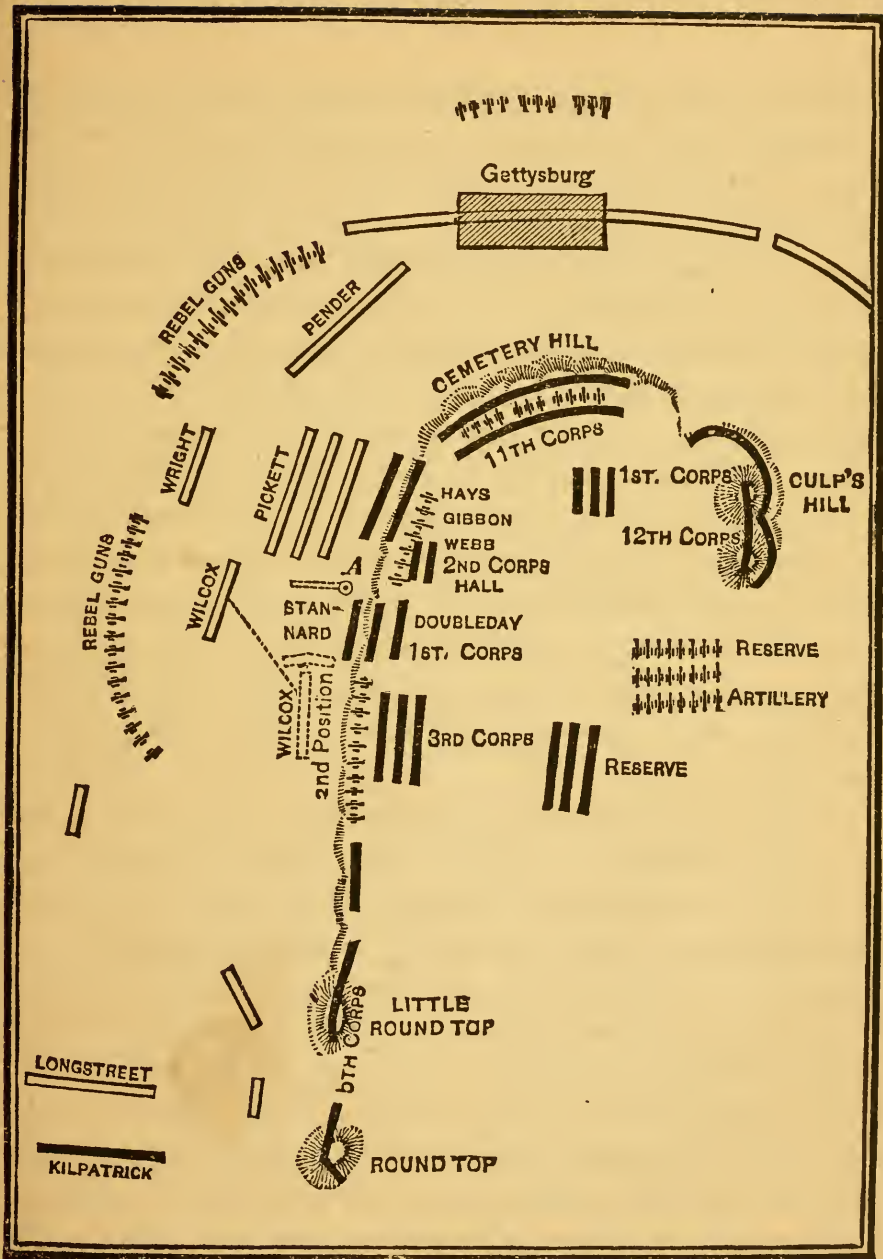 Gettysburg
REBEL GUNS
PENDER
CEMETERY HILL
11TH CORPS
WRIGHT
PICKETT
HAYS
GIBBON
WEBB
2ND CORPS
HALL
1ST. CORPS
12TH CORPS
CULP'S
HILL
A
REBEL GUNS
WILCOX
STAN-
NARD
DOUBLEDAY
1ST. CORPS
RESERVE
ARTILLERY
WILCOX
2nd Position
3RD CORPS
RESERVE
LITTLE
ROUND TOP
5TH CORPS
LONGSTREET
KILPATRICK
ROUND TOP